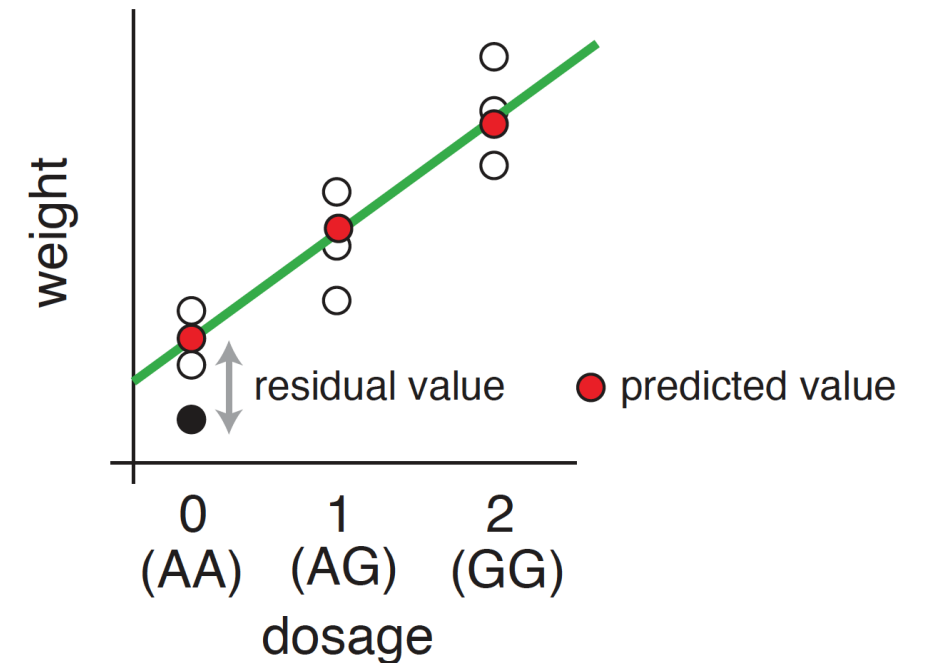 weight
residual value
predicted value
0 1 2
(AA) (AG) (GG)
dosage